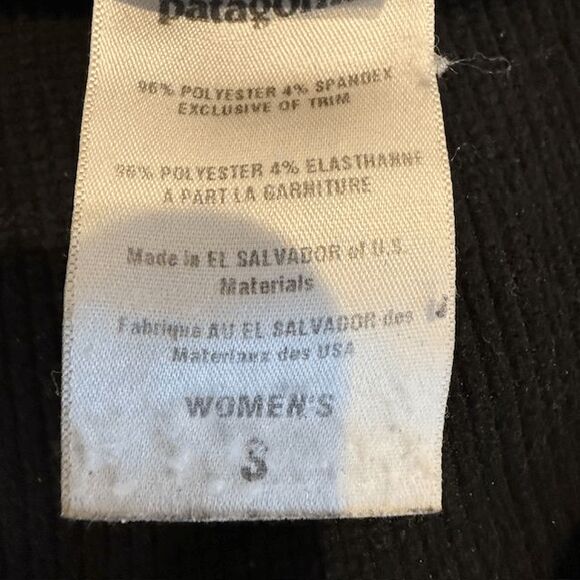 patagonia
96% POLYESTER 4% SPANDEX
EXCLUSIVE OF TRIM
96% POLYESTER 4% ELASTHANNE
A PART LA GARNITURE
Made in EL SALVADOR of U.S.
Materials
Fabrique AU EL SALVADOR des
Materiaux des USA
WOMEN'S
S